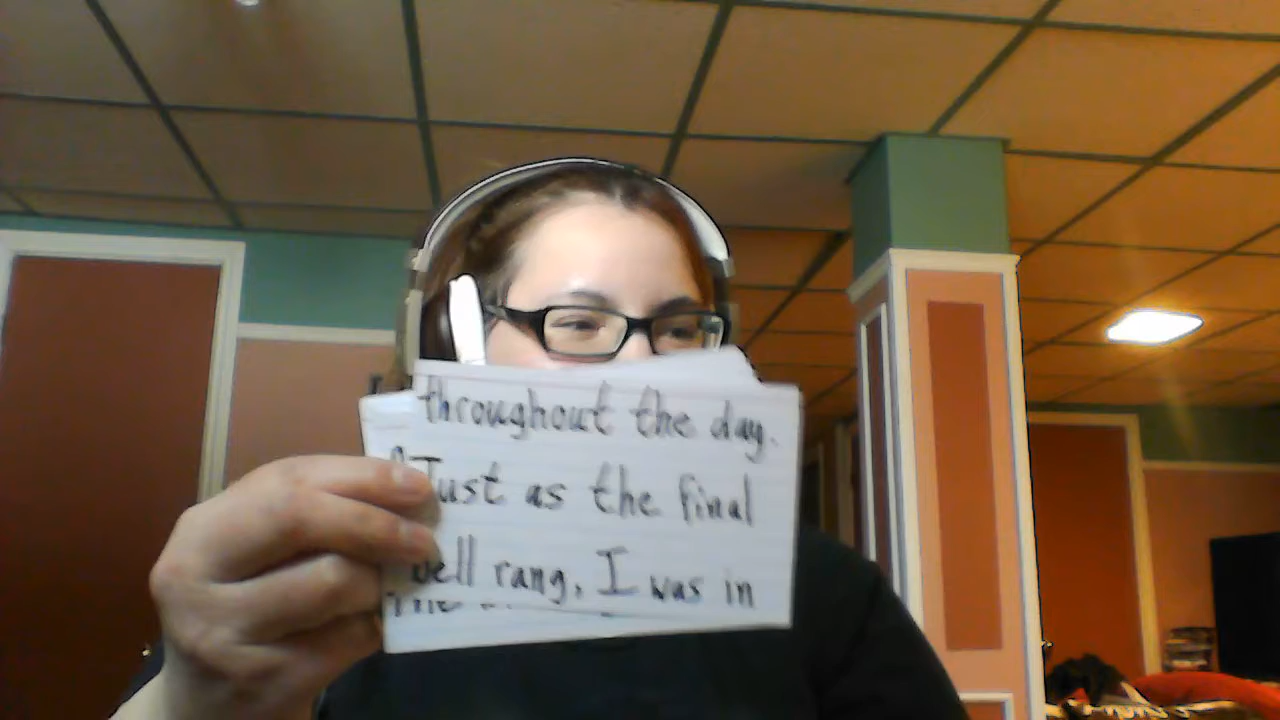 throughout the day.
Just as the final
bell rang, I was in